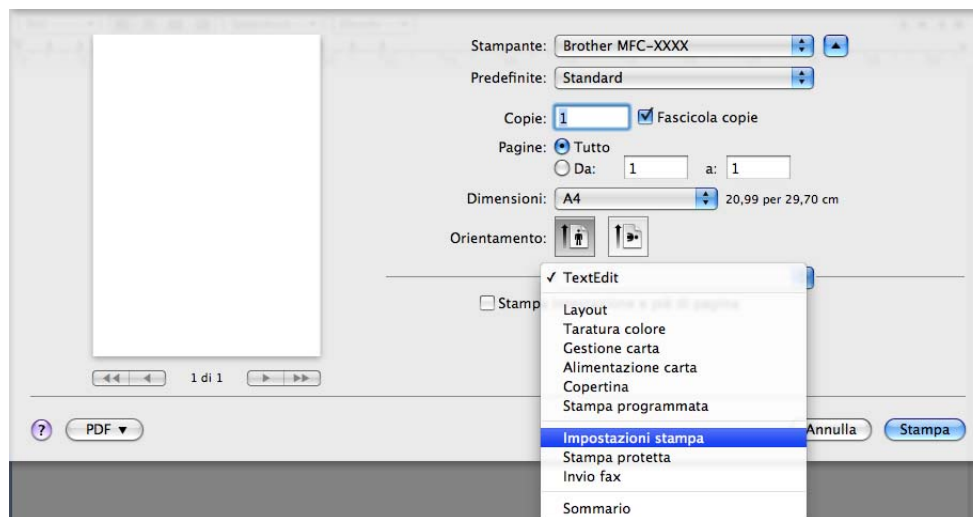 Stampante: Brother MFC-XXXX
Predefinite: Standard
Copie: 1 Fascicola copie
Pagine: Tutto
Da: 1 a: 1
Dimensioni: A4 20,99 per 29,70 cm
Orientamento:
✓ TextEdit
Stamp
Layout
Taratura colore
Gestione carta
Alimentazione carta
Copertina
Stampa programmata
1 di 1
? PDF ▼
Impostazioni stampa
Annulla Stampa
Stampa protetta
Invio fax
Sommario